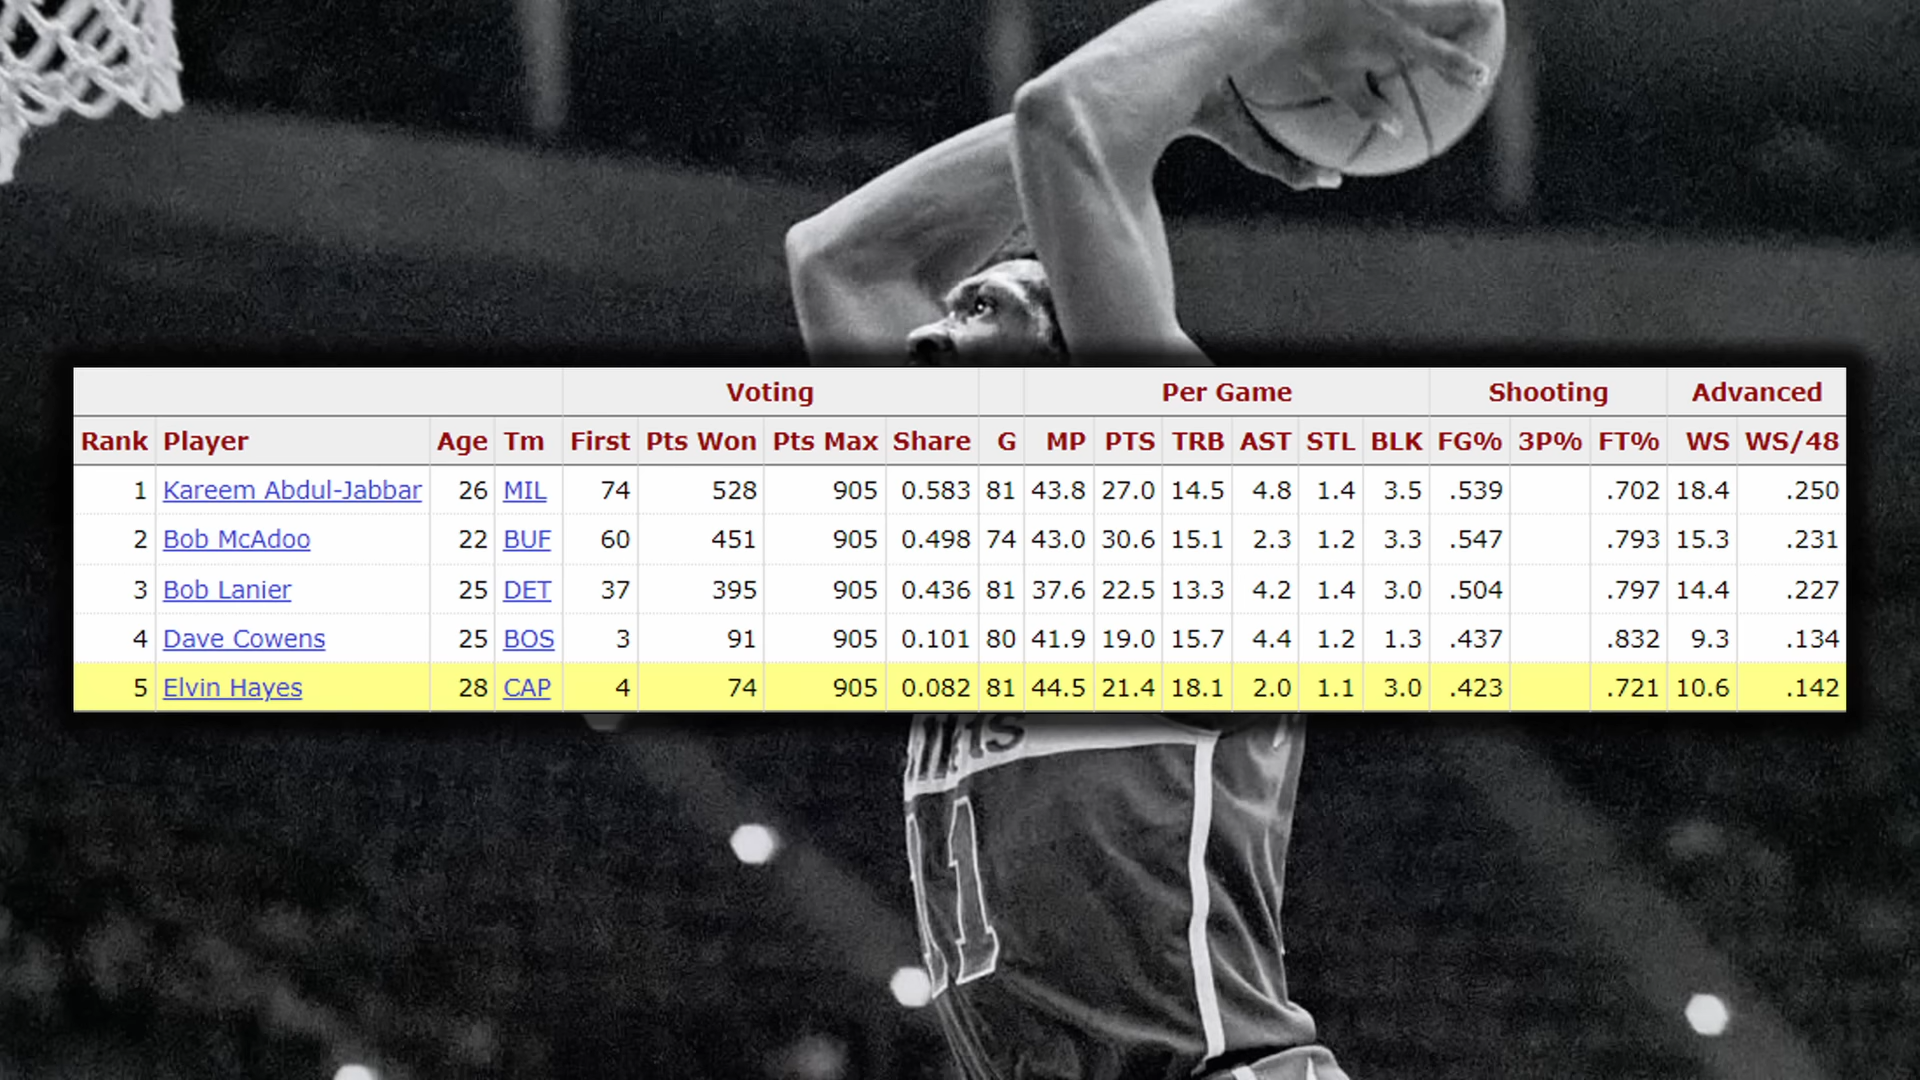 Voting Per Game Shooting Advanced
Rank Player Age Tm First Pts Won Pts Max Share G MP PTS TRB AST STL BLK FG% 3P% FT% WS WS/48
1 Kareem Abdul-Jabbar 26 MIL 74 528 905 0.583 81 43.8 27.0 14.5 4.8 1.4 3.5 .539 .702 18.4 .250
2 Bob McAdoo 22 BUF 60 451 905 0.498 74 43.0 30.6 15.1 2.3 1.2 3.3 .547 .793 15.3 .231
3 Bob Lanier 25 DET 37 395 905 0.436 81 37.6 22.5 13.3 4.2 1.4 3.0 .504 .797 14.4 .227
4 Dave Cowens 25 BOS 3 91 905 0.101 80 41.9 19.0 15.7 4.4 1.2 1.3 .437 .832 9.3 .134
5 Elvin Hayes 28 CAP 4 74 905 0.082 81 44.5 21.4 18.1 2.0 1.1 3.0 .423 .721 10.6 .142